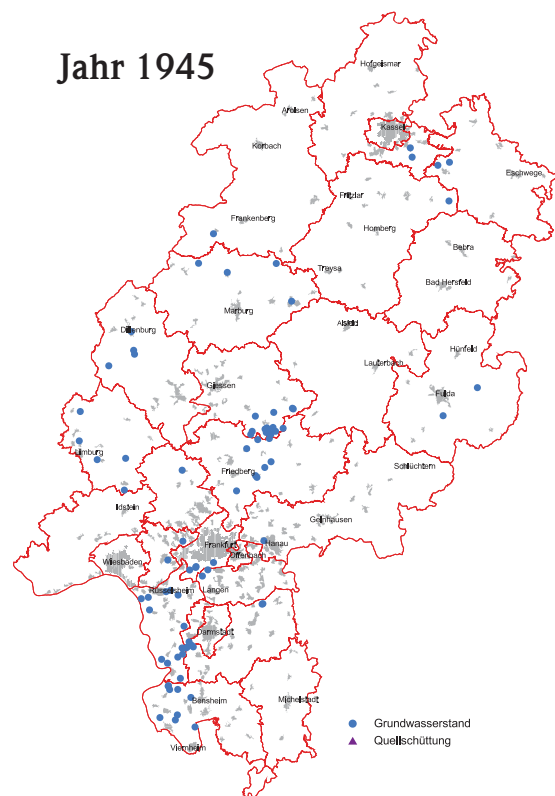 Jahr 1945
Hofgeismar
Arolsen
Kassel
Korbach
Eschwege
Fritzlar
Frankenberg
Homberg
Bebra
Treysa
Bad Hersfeld
Marburg
Alsfeld
Dillenburg
Hünfeld
Lauterbach
Giessen
Fulda
Limburg
Schlüchtern
Friedberg
Idstein
Gelnhausen
Frankfurt
Hanau
Offenbach
Wiesbaden
Rüsselsheim
Langen
Darmstadt
Bensheim
Michelstadt
Viernheim
Grundwasserstand
Quellschüttung